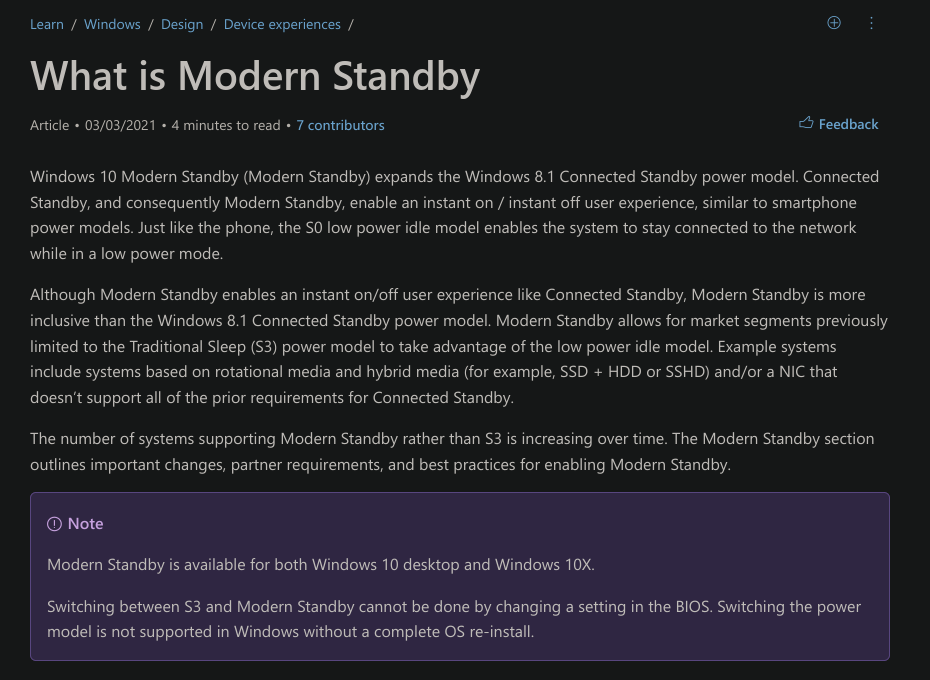 Learn / Windows / Design / Device experiences /
What is Modern Standby
Article • 03/03/2021 • 4 minutes to read • 7 contributors
Feedback
Windows 10 Modern Standby (Modern Standby) expands the Windows 8.1 Connected Standby power model. Connected
Standby, and consequently Modern Standby, enable an instant on / instant off user experience, similar to smartphone
power models. Just like the phone, the S0 low power idle model enables the system to stay connected to the network
while in a low power mode.
Although Modern Standby enables an instant on/off user experience like Connected Standby, Modern Standby is more
inclusive than the Windows 8.1 Connected Standby power model. Modern Standby allows for market segments previously
limited to the Traditional Sleep (S3) power model to take advantage of the low power idle model. Example systems
include systems based on rotational media and hybrid media (for example, SSD + HDD or SSHD) and/or a NIC that
doesn’t support all of the prior requirements for Connected Standby.
The number of systems supporting Modern Standby rather than S3 is increasing over time. The Modern Standby section
outlines important changes, partner requirements, and best practices for enabling Modern Standby.
Note
Modern Standby is available for both Windows 10 desktop and Windows 10X.
Switching between S3 and Modern Standby cannot be done by changing a setting in the BIOS. Switching the power
model is not supported in Windows without a complete OS re-install.